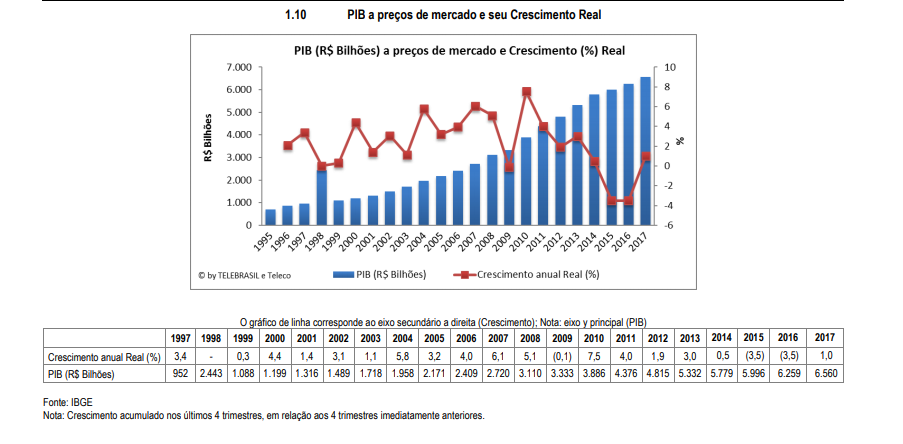 1.10 PIB a preços de mercado e seu Crescimento Real
PIB (R$ Bilhões) a preços de mercado e Crescimento (%) Real
7.000 10
6.000 8
5.000 6
4.000 4
3.000 2
2.000 0
1.000 -2
0 -4
-6
R$ Bilhões
%
1995 1996 1997 1998 1999 2000 2001 2002 2003 2004 2005 2006 2007 2008 2009 2010 2011 2012 2013 2014 2015 2016 2017
© by TELEBRASIL e Teleco PIB (R$ Bilhões) Crescimento anual Real (%)
O gráfico de linha corresponde ao eixo secundário a direita (Crescimento); Nota: eixo y principal (PIB)
1997 1998 1999 2000 2001 2002 2003 2004 2005 2006 2007 2008 2009 2010 2011 2012 2013 2014 2015 2016 2017
Crescimento anual Real (%) 3,4 - 0,3 4,4 1,4 3,1 1,1 5,8 3,2 4,0 6,1 5,1 (0,1) 7,5 4,0 1,9 3,0 0,5 (3,5) (3,5) 1,0
PIB (R$ Bilhões) 952 2.443 1.088 1.199 1.316 1.489 1.718 1.958 2.171 2.409 2.720 3.110 3.333 3.886 4.376 4.815 5.332 5.779 5.996 6.259 6.560
Fonte: IBGE
Nota: Crescimento acumulado nos últimos 4 trimestres, em relação aos 4 trimestres imediatamente anteriores.